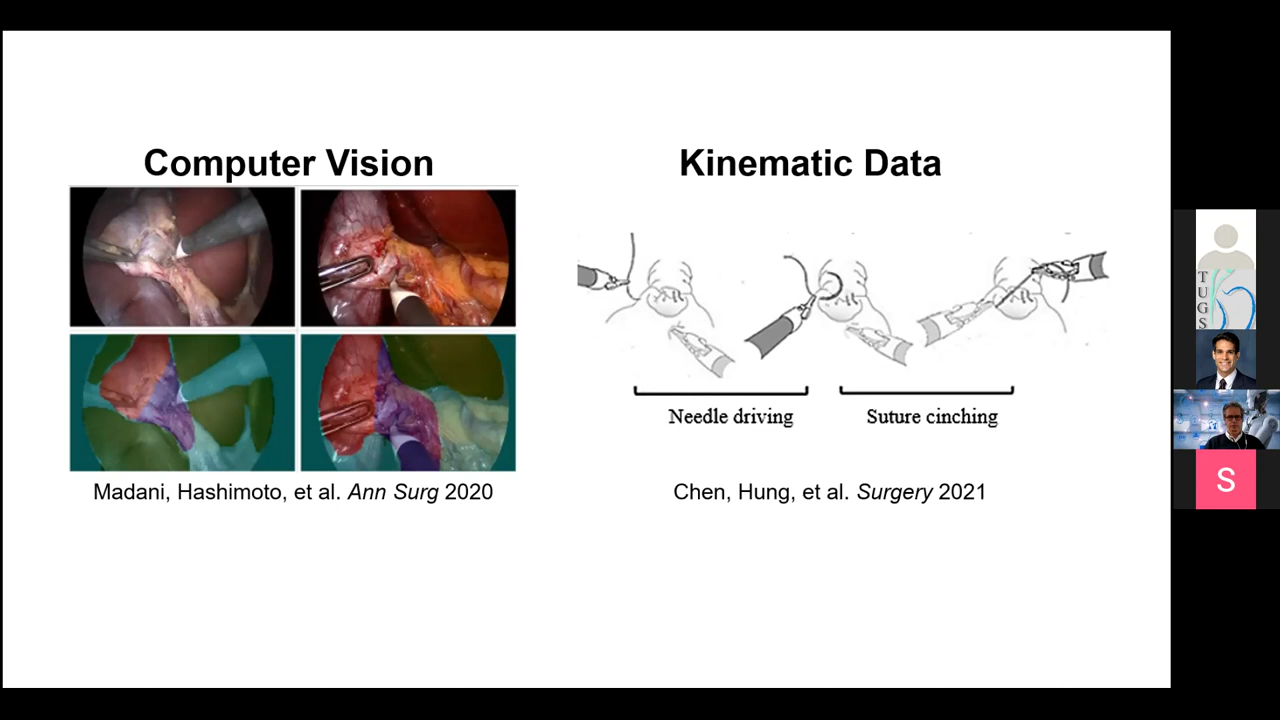 Computer Vision
Kinematic Data
Needle driving
Suture cinching
Madani, Hashimoto, et al. Ann Surg 2020
Chen, Hung, et al. Surgery 2021
TUGS
S